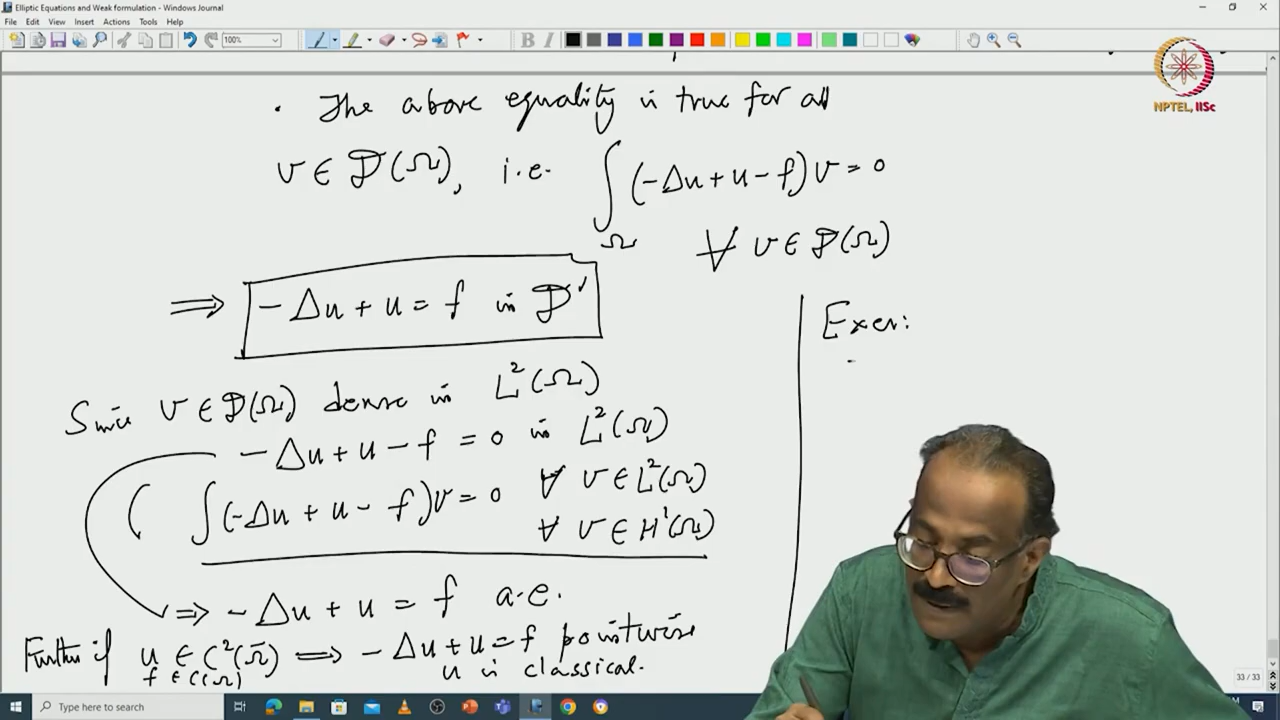 Elliptic Equations and Weak formulation - Windows Journal
File Edit View Insert Actions Tools Help
100%
B I
NPTEL, IISc
· The above equality is true for all
v ∈ 𝒟(Ω), i.e. ∫_Ω (-Δu + u - f) v = 0
∀ v ∈ 𝒟(Ω)
⟹ -Δu + u = f in 𝒟'
Exer:
Since v ∈ 𝒟(Ω) dense in L²(Ω)
-Δu + u - f = 0 in L²(Ω)
( ∫(-Δu + u - f) v = 0 ∀ v ∈ L²(Ω)
∀ v ∈ H¹(Ω)
⟹ -Δu + u = f a.e.
Further if u ∈ C²(Ω̄) ⟹ -Δu + u = f pointwise
f ∈ C(Ω) u is classical.
33 / 33
Type here to search